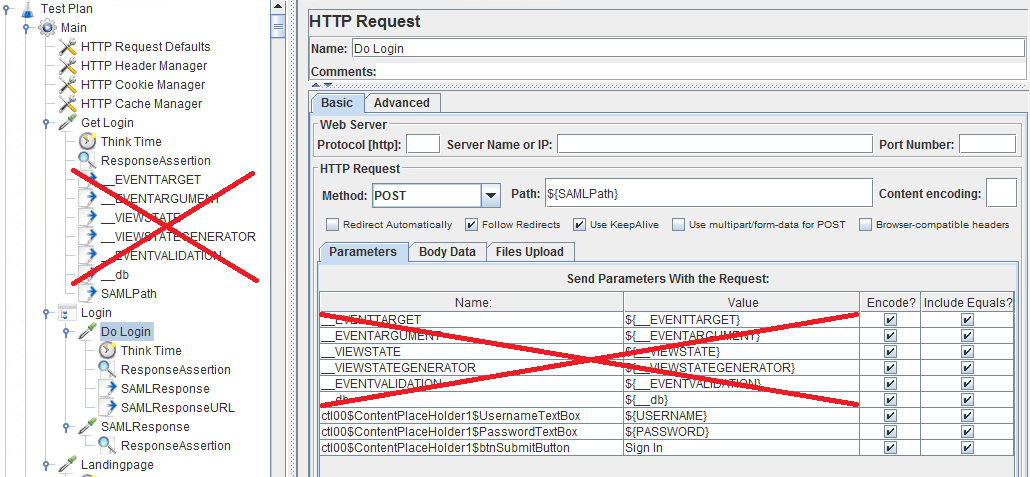 Test Plan
Main
HTTP Request Defaults
HTTP Header Manager
HTTP Cookie Manager
HTTP Cache Manager
Get Login
Think Time
ResponseAssertion
__EVENTTARGET
__EVENTARGUMENT
__VIEWSTATE
__VIEWSTATEGENERATOR
__EVENTVALIDATION
__db
SAMLPath
Login
Do Login
Think Time
ResponseAssertion
SAMLResponse
SAMLResponseURL
SAMLResponse
ResponseAssertion
Landingpage
HTTP Request
Name: Do Login
Comments:
Basic Advanced
Web Server
Protocol [http]: Server Name or IP: Port Number:
HTTP Request
Method: POST Path: ${SAMLPath} Content encoding:
Redirect Automatically Follow Redirects Use KeepAlive Use multipart/form-data for POST Browser-compatible headers
Parameters Body Data Files Upload
Send Parameters With the Request:
Name: Value Encode? Include Equals?
__EVENTTARGET ${__EVENTTARGET}
__EVENTARGUMENT ${__EVENTARGUMENT}
__VIEWSTATE ${__VIEWSTATE}
__VIEWSTATEGENERATOR ${__VIEWSTATEGENERATOR}
__EVENTVALIDATION ${__EVENTVALIDATION}
__db ${__db}
ctl00$ContentPlaceHolder1$UsernameTextBox ${USERNAME}
ctl00$ContentPlaceHolder1$PasswordTextBox ${PASSWORD}
ctl00$ContentPlaceHolder1$btnSubmitButton Sign In